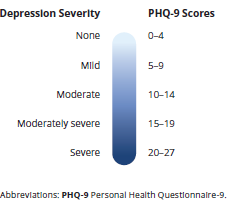 Depression Severity PHQ-9 Scores
None 0–4
Mild 5–9
Moderate 10–14
Moderately severe 15–19
Severe 20–27
Abbreviations: PHQ-9 Personal Health Questionnaire-9.